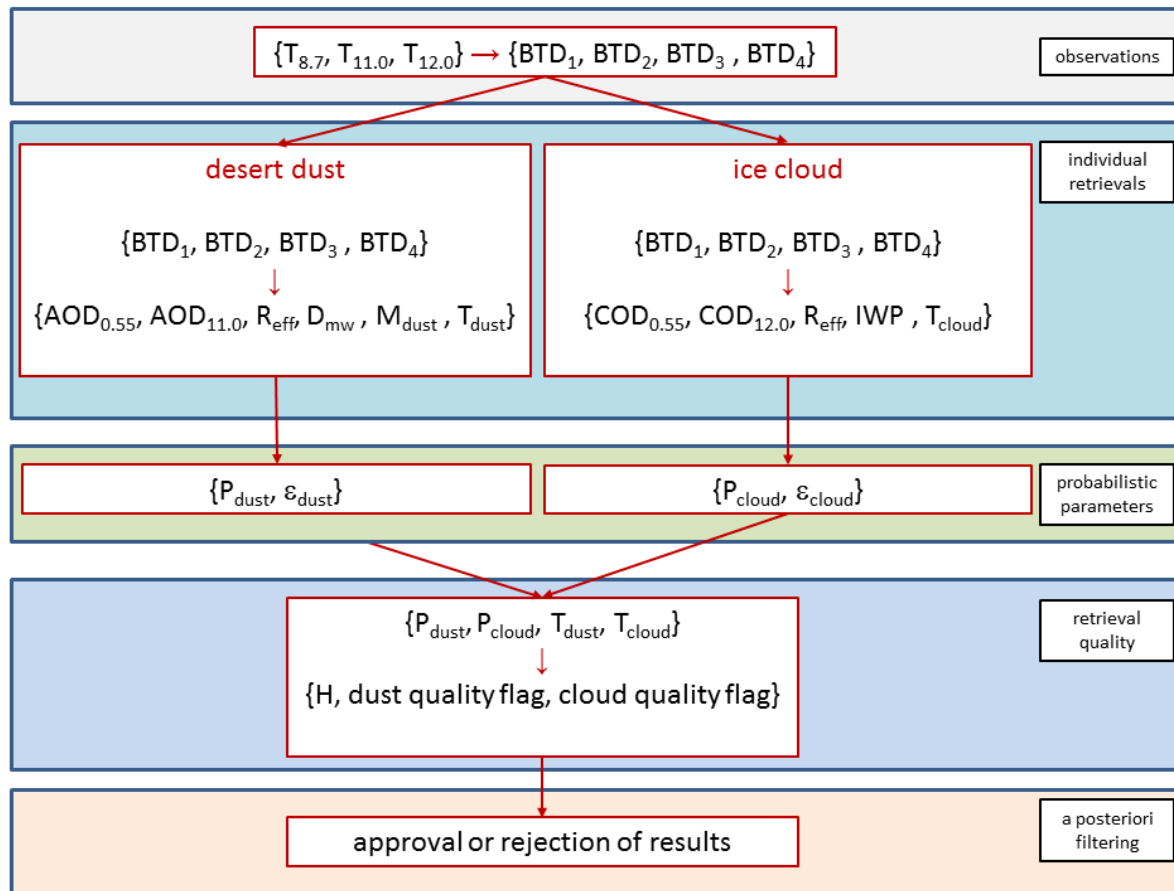 {T8.7, T11.0, T12.0} → {BTD1, BTD2, BTD3 , BTD4}
observations
desert dust
{BTD1, BTD2, BTD3 , BTD4}
↓
{AOD0.55, AOD11.0, Reff, Dmw , Mdust , Tdust}
ice cloud
{BTD1, BTD2, BTD3 , BTD4}
↓
{COD0.55, COD12.0, Reff, IWP , Tcloud}
individual
retrievals
{Pdust, εdust}
{Pcloud, εcloud}
probabilistic
parameters
{Pdust, Pcloud, Tdust, Tcloud}
↓
{H, dust quality flag, cloud quality flag}
retrieval
quality
approval or rejection of results
a posteriori
filtering